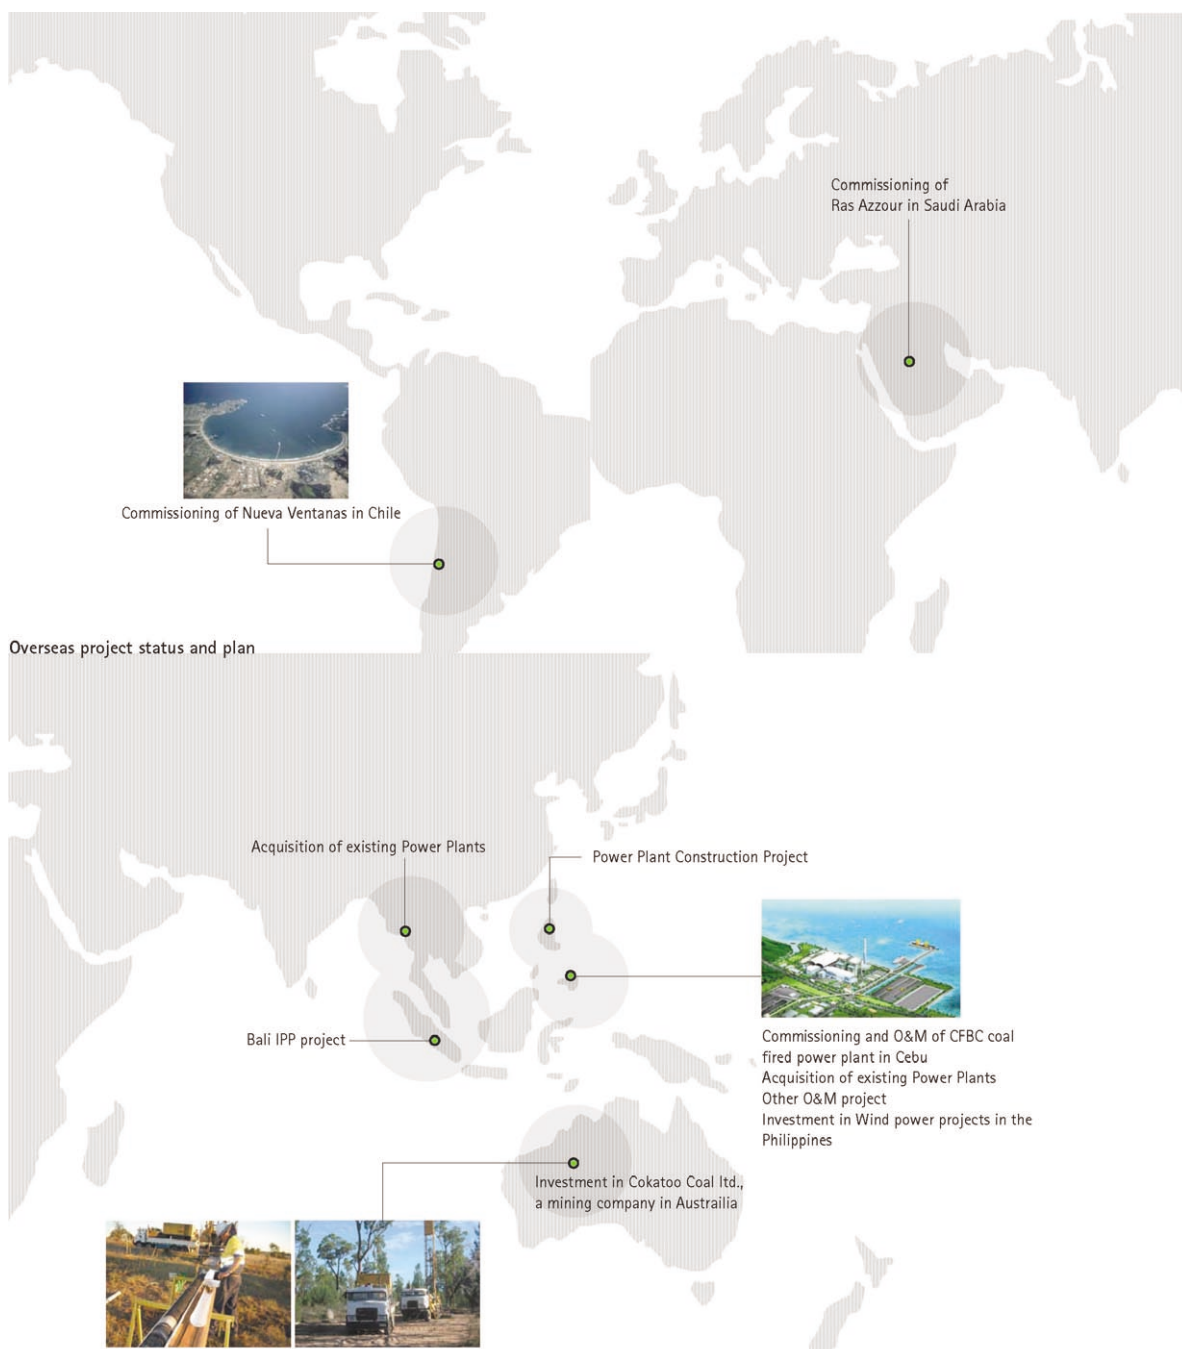 Commissioning of
Ras Azzour in Saudi Arabia
Commissioning of Nueva Ventanas in Chile
Overseas project status and plan
Acquisition of existing Power Plants
Power Plant Construction Project
Bali IPP project
Commissioning and O&M of CFBC coal
fired power plant in Cebu
Acquisition of existing Power Plants
Other O&M project
Investment in Wind power projects in the
Philippines
Investment in Cokatoo Coal ltd.,
a mining company in Austrailia